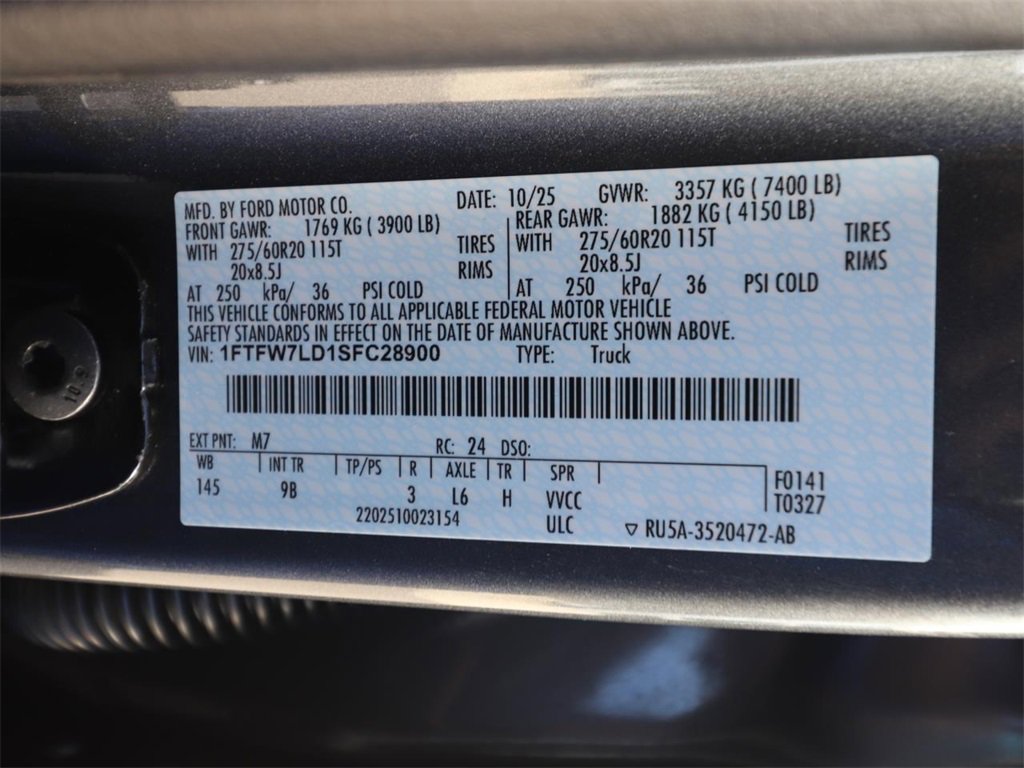 MFD. BY FORD MOTOR CO. DATE: 10/25 GVWR: 3357 KG ( 7400 LB)
FRONT GAWR: 1769 KG ( 3900 LB) REAR GAWR: 1882 KG ( 4150 LB)
WITH 275/60R20 115T TIRES WITH 275/60R20 115T TIRES
20x8.5J RIMS 20x8.5J RIMS
AT 250 kPa/ 36 PSI COLD AT 250 kPa/ 36 PSI COLD
THIS VEHICLE CONFORMS TO ALL APPLICABLE FEDERAL MOTOR VEHICLE
SAFETY STANDARDS IN EFFECT ON THE DATE OF MANUFACTURE SHOWN ABOVE.
VIN: 1FTFW7LD1SFC28900 TYPE: Truck
EXT PNT: M7 RC: 24 DSO:
WB INT TR TP/PS R AXLE TR SPR F0141
145 9B 3 L6 H VVCC T0327
2202510023154 ULC ▽ RU5A-3520472-AB
10.9